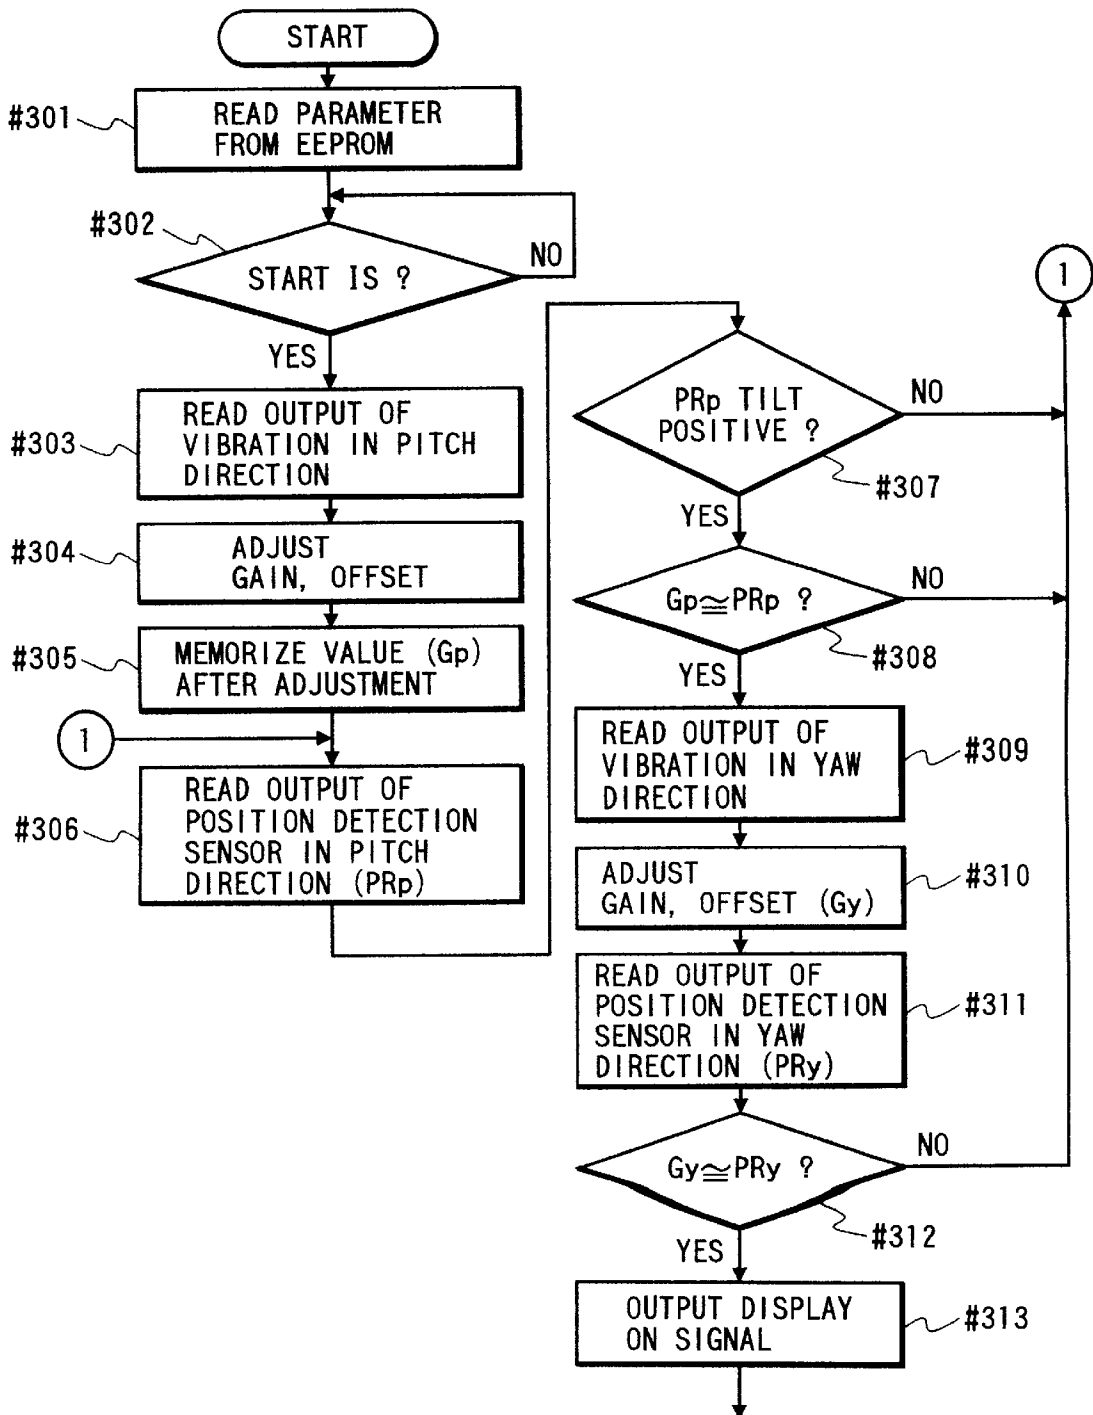 START
#301
READ PARAMETER
FROM EEPROM
#302
START IS ?
NO
YES
#303
READ OUTPUT OF
VIBRATION IN PITCH
DIRECTION
#304
ADJUST
GAIN, OFFSET
#305
MEMORIZE VALUE (Gp)
AFTER ADJUSTMENT
1
#306
READ OUTPUT OF
POSITION DETECTION
SENSOR IN PITCH
DIRECTION (PRp)
1
PRp TILT
POSITIVE ?
NO
#307
YES
Gp≅PRp ?
NO
#308
YES
READ OUTPUT OF
VIBRATION IN YAW
DIRECTION
#309
ADJUST
GAIN, OFFSET (Gy)
#310
READ OUTPUT OF
POSITION DETECTION
SENSOR IN YAW
DIRECTION (PRy)
#311
Gy≅PRy ?
NO
#312
YES
OUTPUT DISPLAY
ON SIGNAL
#313